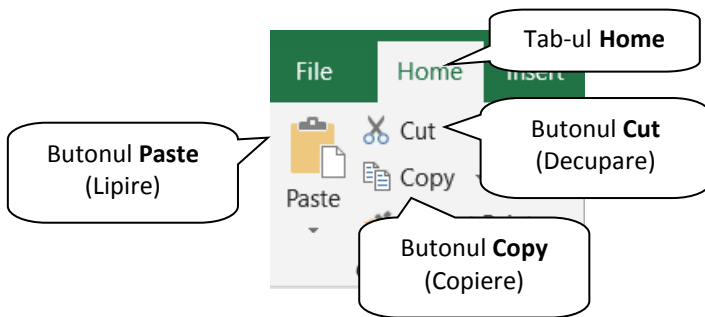 Tab-ul Home
File Home Insert
Cut
Butonul Cut
(Decupare)
Butonul Paste
(Lipire)
Copy
Paste
Butonul Copy
(Copiere)